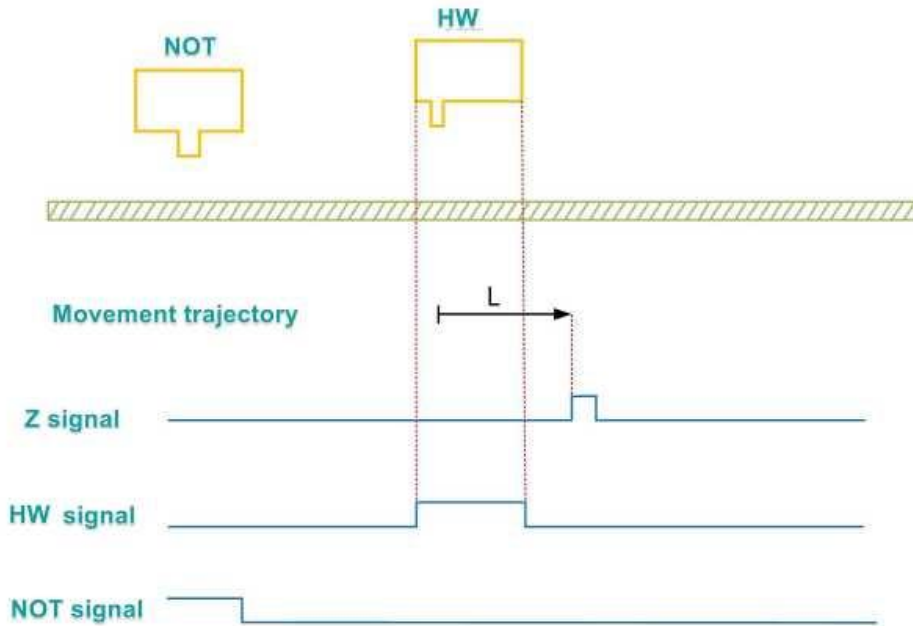 HW
NOT
L
Movement trajectory
Z signal
HW signal
NOT signal